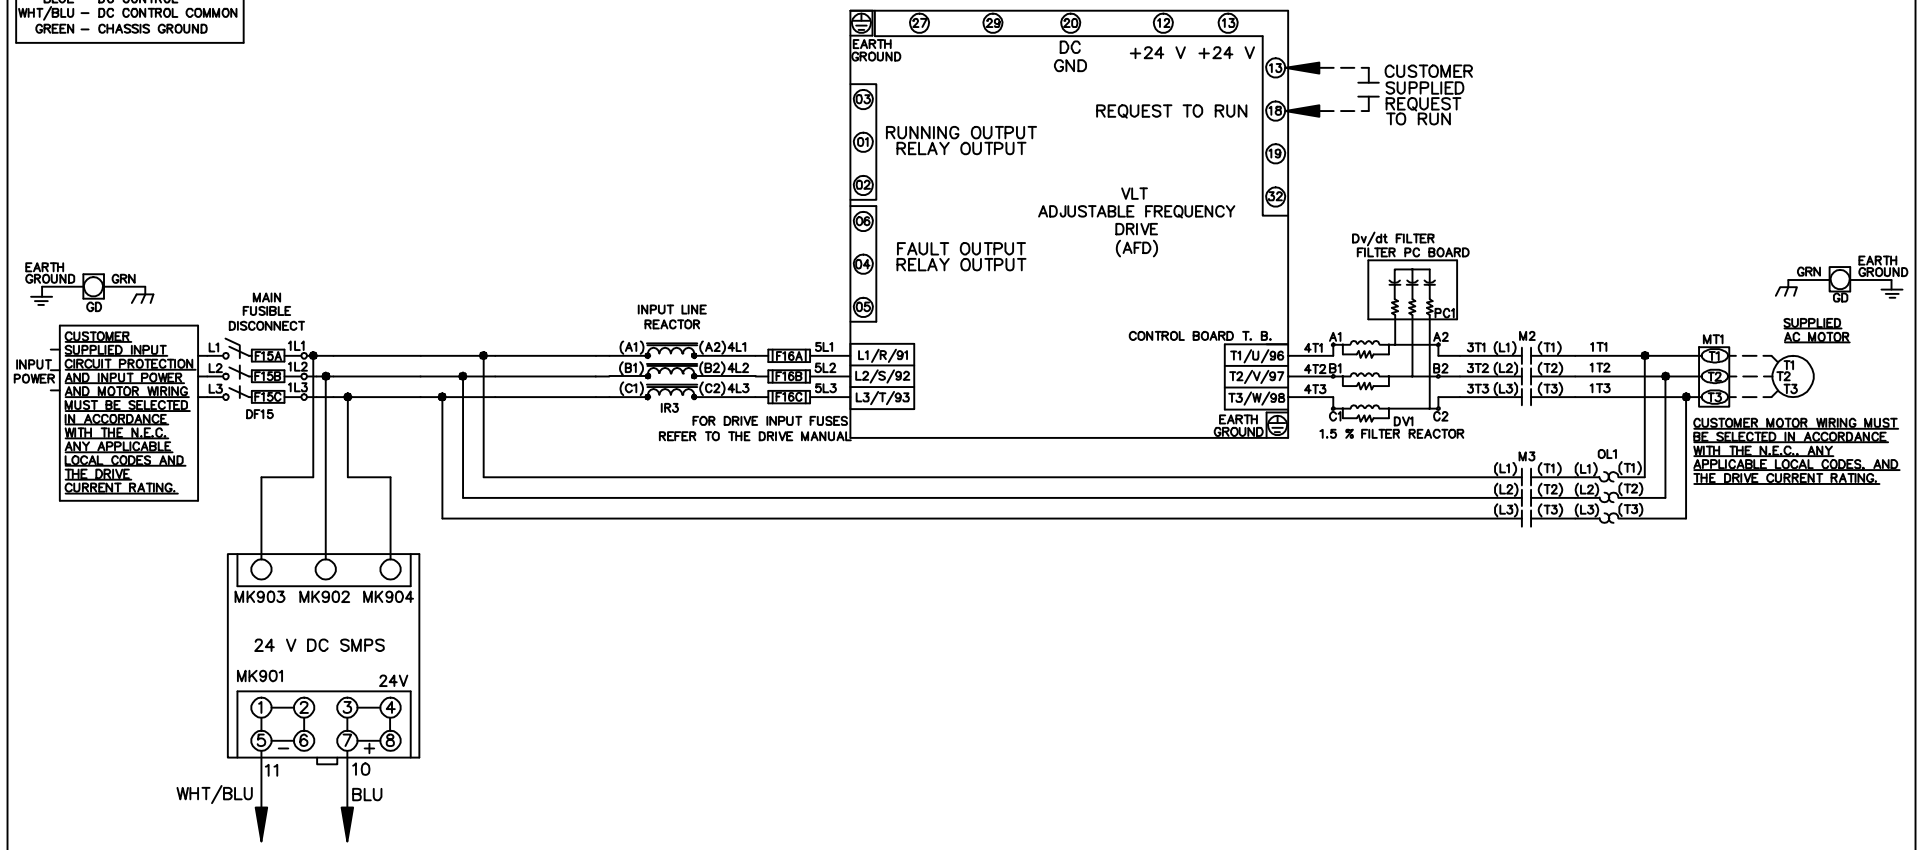 WHT/BLU – DC CONTROL COMMON
GREEN – CHASSIS GROUND
27 29 20 12 13
EARTH
GROUND
DC
GND
+24 V +24 V
13
18
19
32
REQUEST TO RUN
CUSTOMER
SUPPLIED
REQUEST
TO RUN
03
01
02
RUNNING OUTPUT
RELAY OUTPUT
06
04
05
FAULT OUTPUT
RELAY OUTPUT
VLT
ADJUSTABLE FREQUENCY
DRIVE
(AFD)
Dv/dt FILTER
FILTER PC BOARD
PC1
EARTH
GROUND
GRN
GD
GRN
EARTH
GROUND
GD
MAIN
FUSIBLE
DISCONNECT
INPUT LINE
REACTOR
INPUT
POWER
CUSTOMER
SUPPLIED INPUT
CIRCUIT PROTECTION
AND INPUT POWER
AND MOTOR WIRING
MUST BE SELECTED
IN ACCORDANCE
WITH THE N.E.C.
ANY APPLICABLE
LOCAL CODES AND
THE DRIVE
CURRENT RATING.
L1 F15A 1L1
L2 F15B 1L2
L3 F15C 1L3
DF15
(A1) (A2) 4L1 F16A 5L1 L1/R/91
(B1) (B2) 4L2 F16B 5L2 L2/S/92
(C1) (C2) 4L3 F16C 5L3 L3/T/93
IR3
FOR DRIVE INPUT FUSES
REFER TO THE DRIVE MANUAL
CONTROL BOARD T. B.
T1/U/96 4T1 A1 A2 3T1 (L1) M2 (T1) 1T1
T2/V/97 4T2 B1 B2 3T2 (L2) (T2) 1T2
T3/W/98 4T3 C1 C2 3T3 (L3) (T3) 1T3
EARTH
GROUND
DV1
1.5 % FILTER REACTOR
SUPPLIED
AC MOTOR
MT1
T1 T1
T2 T2
T3 T3
CUSTOMER MOTOR WIRING MUST
BE SELECTED IN ACCORDANCE
WITH THE N.E.C., ANY
APPLICABLE LOCAL CODES, AND
THE DRIVE CURRENT RATING.
M3 OL1
(L1) (T1) (L1) (T1)
(L2) (T2) (L2) (T2)
(L3) (T3) (L3) (T3)
MK903 MK902 MK904
24 V DC SMPS
MK901 24V
1 2 3 4
5 – 6 7 + 8
11 10
WHT/BLU BLU